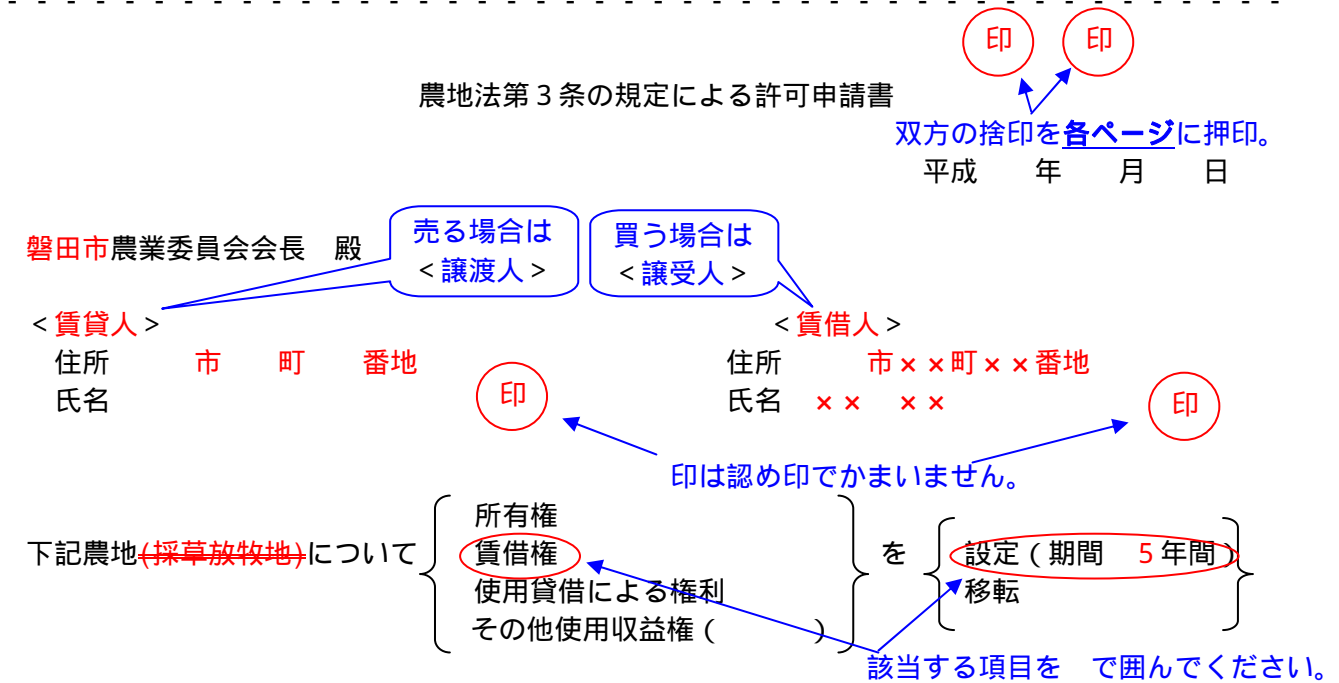 印 印
農地法第３条の規定による許可申請書
双方の捨印を各ページに押印。
平成 年 月 日
売る場合は
＜譲渡人＞
買う場合は
＜譲受人＞
磐田市農業委員会会長 殿
＜賃貸人＞
住所 市 町 番地
氏名
印
＜賃借人＞
住所 市××町××番地
氏名 ×× ××
印
印は認め印でかまいません。
下記農地(採草放牧地)について
所有権
賃借権
使用貸借による権利
その他使用収益権（ ）
を
設定（期間 ５年間）
移転
該当する項目を で囲んでください。